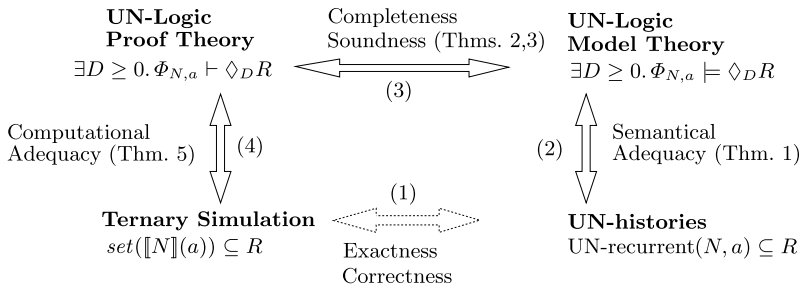 UN-Logic
Proof Theory
∃D ≥ 0. Φ_{N,a} ⊢ ◊_D R
Completeness
Soundness (Thms. 2,3)
(3)
UN-Logic
Model Theory
∃D ≥ 0. Φ_{N,a} ⊨ ◊_D R
Computational
Adequacy (Thm. 5)
(4)
(2)
Semantical
Adequacy (Thm. 1)
(1)
Ternary Simulation
set(⟦N⟧(a)) ⊆ R
Exactness
Correctness
UN-histories
UN-recurrent(N, a) ⊆ R